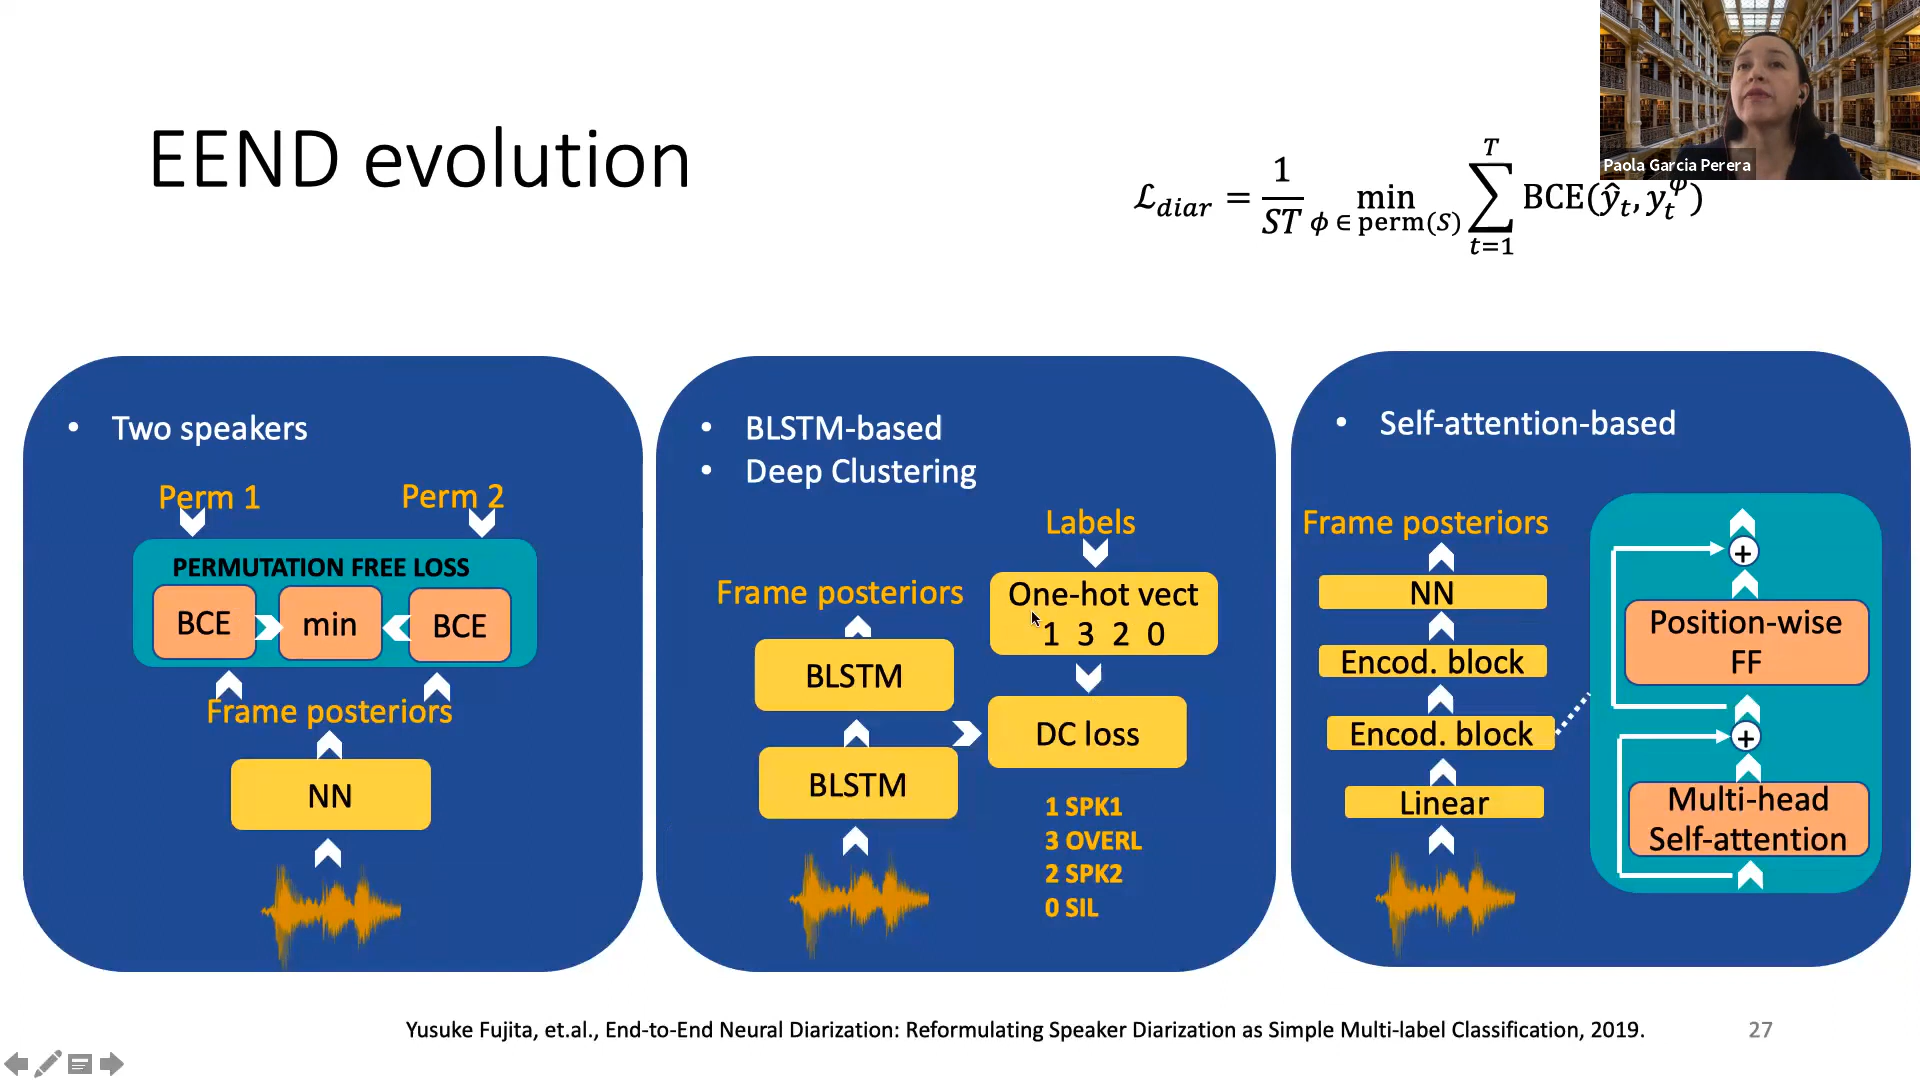 EEND evolution
Paola Garcia Perera
ℒ_diar = 1/ST min_{ϕ ∈ perm(S)} ∑_{t=1}^{T} BCE(ŷ_t, y_t^ϕ)
• Two speakers
Perm 1 Perm 2
PERMUTATION FREE LOSS
BCE min BCE
Frame posteriors
NN
• BLSTM-based
• Deep Clustering
Labels
Frame posteriors
One-hot vect
1 3 2 0
BLSTM
DC loss
BLSTM
1 SPK1
3 OVERL
2 SPK2
0 SIL
• Self-attention-based
Frame posteriors
NN
Encod. block
Encod. block
Linear
+
Position-wise
FF
+
Multi-head
Self-attention
Yusuke Fujita, et.al., End-to-End Neural Diarization: Reformulating Speaker Diarization as Simple Multi-label Classification, 2019.
27